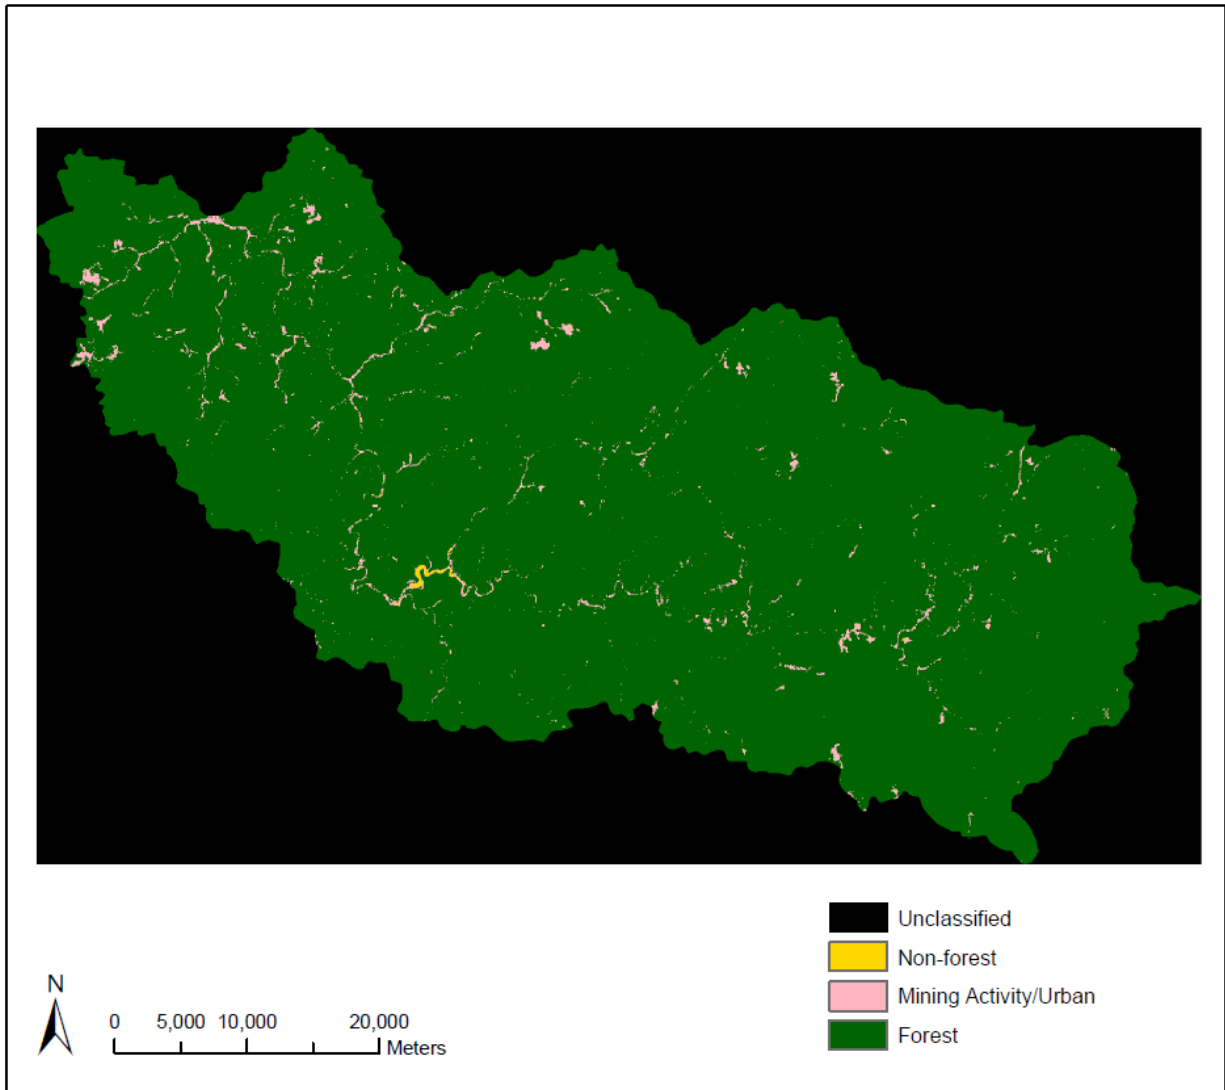 Unclassified
Non-forest
Mining Activity/Urban
Forest
N
0 5,000 10,000 20,000
Meters